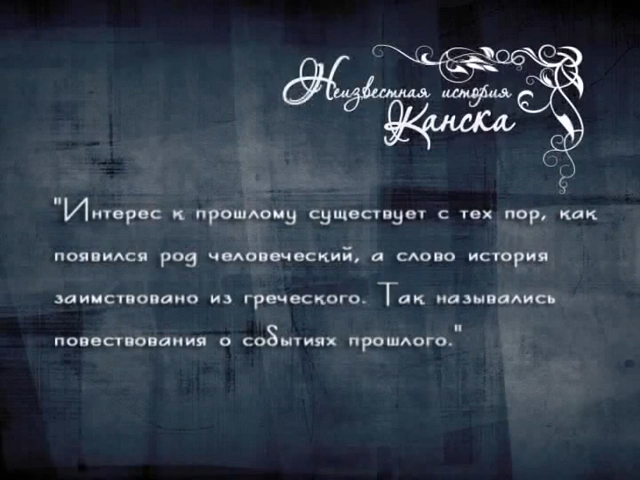 Неизвестная история
Канска
"Интерес к прошлому существует с тех пор, как
появился род человеческий, а слово история
заимствовано из греческого. Так назывались
повествования о событиях прошлого."